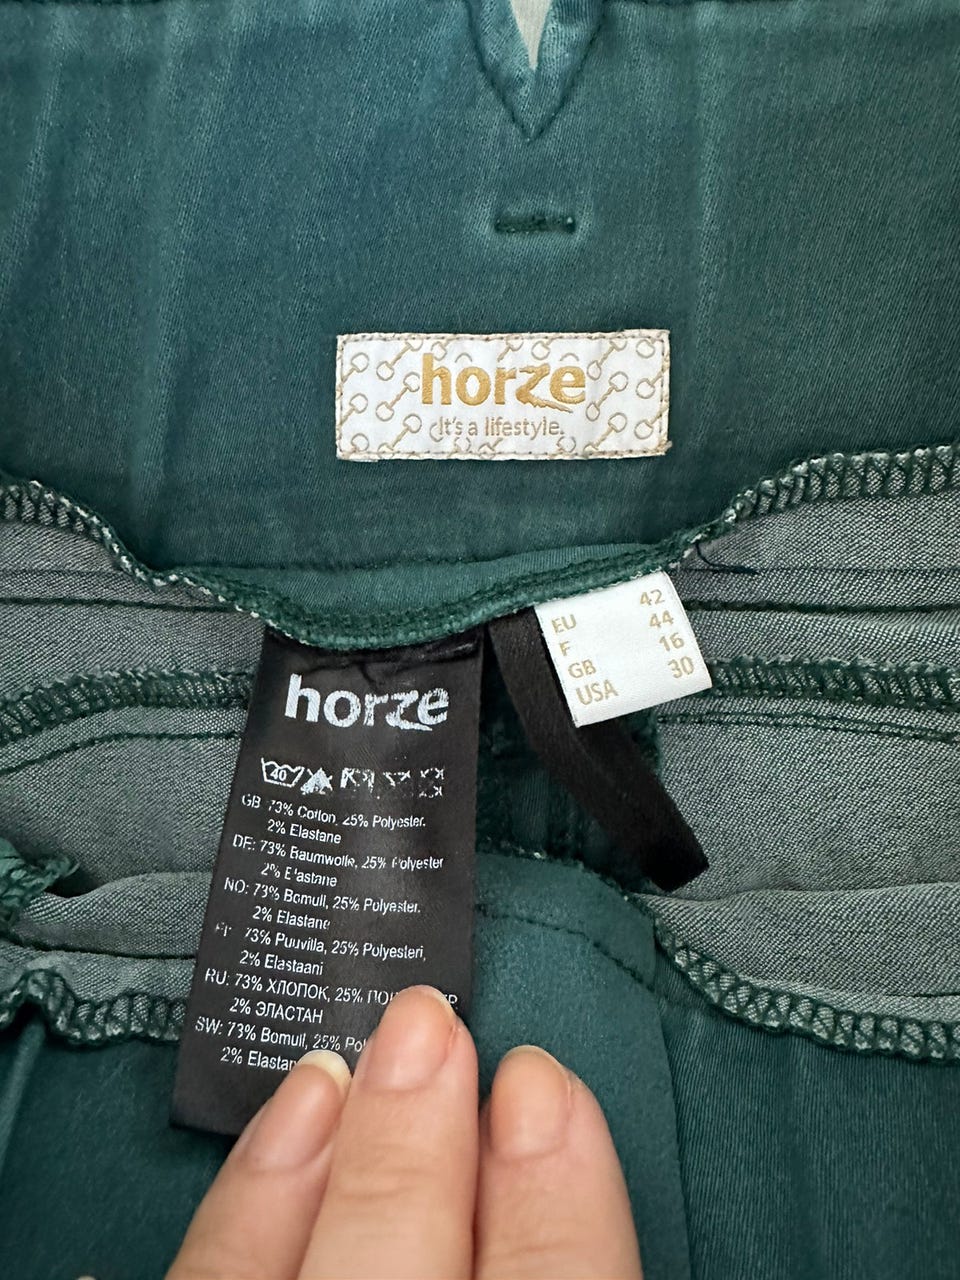 horze
It's a lifestyle.
EU 42
F 44
GB 16
USA 30
horze
40
GB 73% Cotton, 25% Polyester.
2% Elastane
DE: 73% Baumwolle, 25% Polyester
2% Elastane
NO: 73% Bomull, 25% Polyester.
2% Elastane
73% Puuvilla, 25% Polyesteri,
2% Elastaani
RU: 73% ХЛОПОК, 25%
2% ЭЛАСТАН
SW: 73% Bomull, 25%
2%